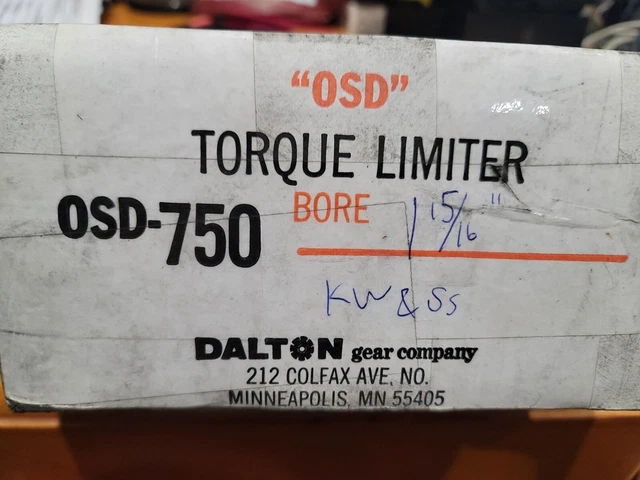 "OSD"
TORQUE LIMITER
OSD-750 BORE 1 15/16"
KW & SS
DALTON gear company
212 COLFAX AVE. NO.
MINNEAPOLIS, MN 55405